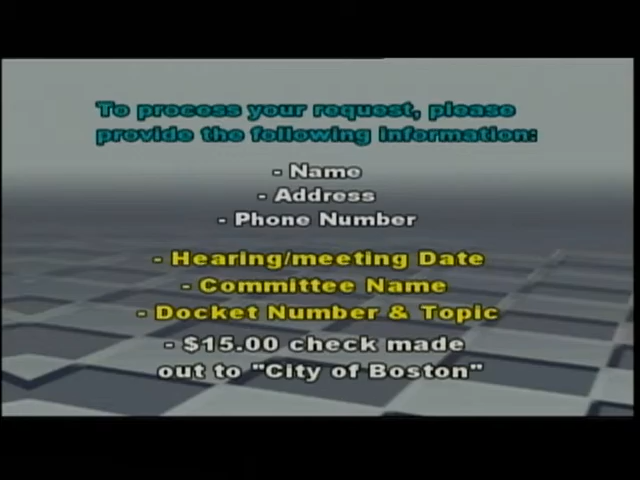 To process your request, please
provide the following information:
- Name
- Address
- Phone Number
- Hearing/meeting Date
- Committee Name
- Docket Number & Topic
- $15.00 check made
out to "City of Boston"